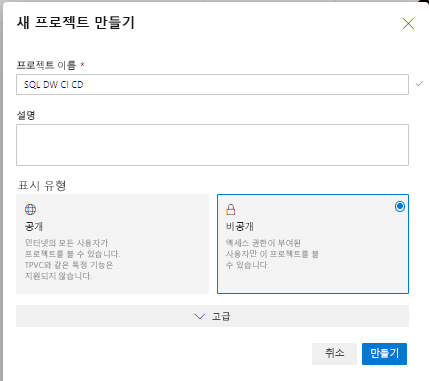 새 프로젝트 만들기
프로젝트 이름 *
SQL DW CI CD
설명
표시 유형
공개
인터넷의 모든 사용자가
프로젝트를 볼 수 있습니다.
TPVC와 같은 특정 기능은
지원되지 않습니다.
비공개
액세스 권한이 부여된
사용자만 이 프로젝트를 볼
수 있습니다.
고급
취소
만들기